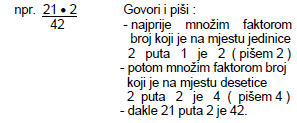 npr. 21 • 2 Govori i piši :
42 - najprije množim faktorom
broj koji je na mjestu jedinice
2 puta 1 je 2 ( pišem 2 )
- potom množim faktorom broj
koji je na mjestu desetice
2 puta 2 je 4 ( pišem 4 )
- dakle 21 puta 2 je 42.